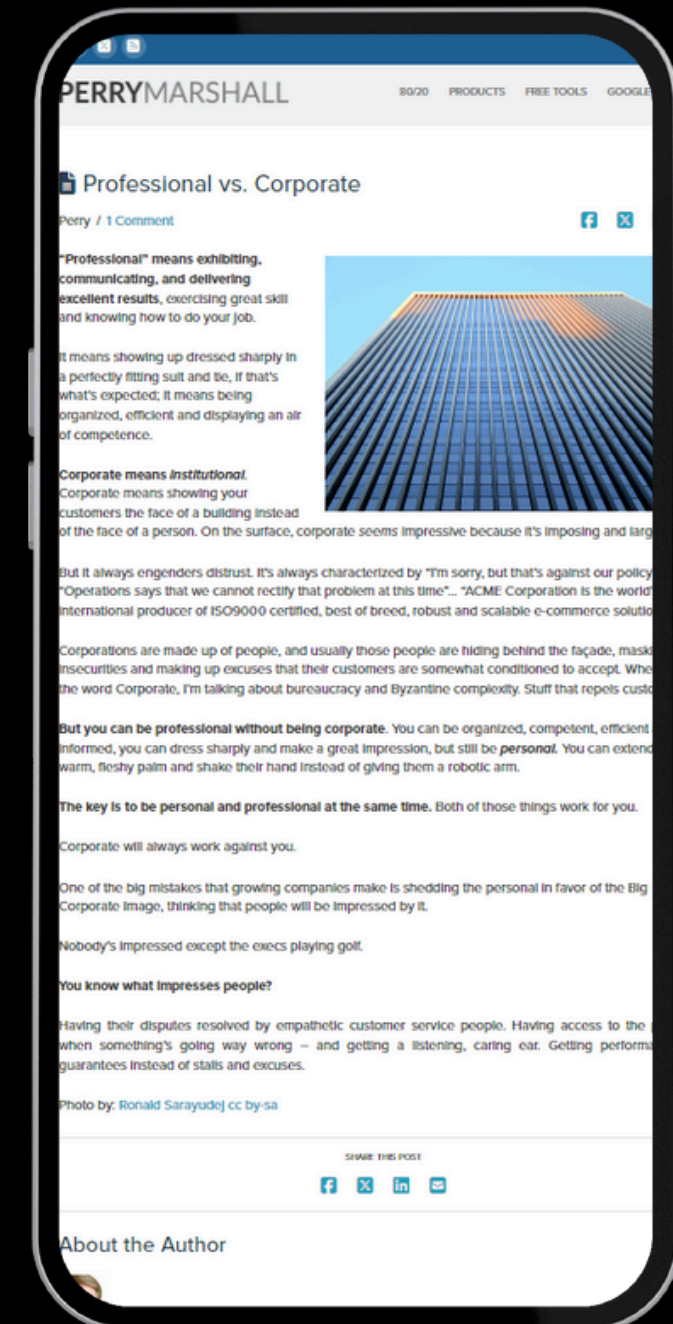 PERRYMARSHALL
80/20 PRODUCTS FREE TOOLS GOOGLE
Professional vs. Corporate
Perry / 1 Comment
"Professional" means exhibiting,
communicating, and delivering
excellent results, exercising great skill
and knowing how to do your job.
It means showing up dressed sharply in
a perfectly fitting suit and tie, if that's
what's expected; it means being
organized, efficient and displaying an air
of competence.
Corporate means institutional.
Corporate means showing your
customers the face of a building instead
of the face of a person. On the surface, corporate seems impressive because it's imposing and larg
But it always engenders distrust. It's always characterized by "I'm sorry, but that's against our policy
"Operations says that we cannot rectify that problem at this time"... "ACME Corporation is the world'
international producer of ISO9000 certified, best of breed, robust and scalable e-commerce solutio
Corporations are made up of people, and usually those people are hiding behind the façade, maski
insecurities and making up excuses that their customers are somewhat conditioned to accept. Whe
the word Corporate, I'm talking about bureaucracy and Byzantine complexity. Stuff that repels custo
But you can be professional without being corporate. You can be organized, competent, efficient
informed, you can dress sharply and make a great impression, but still be personal. You can extend
warm, fleshy palm and shake their hand instead of giving them a robotic arm.
The key is to be personal and professional at the same time. Both of those things work for you.
Corporate will always work against you.
One of the big mistakes that growing companies make is shedding the personal in favor of the Big
Corporate Image, thinking that people will be impressed by it.
Nobody's impressed except the execs playing golf.
You know what impresses people?
Having their disputes resolved by empathetic customer service people. Having access to the
when something's going way wrong – and getting a listening, caring ear. Getting performa
guarantees instead of stalls and excuses.
Photo by: Ronald Sarayudej cc by-sa
SHARE THIS POST
About the Author